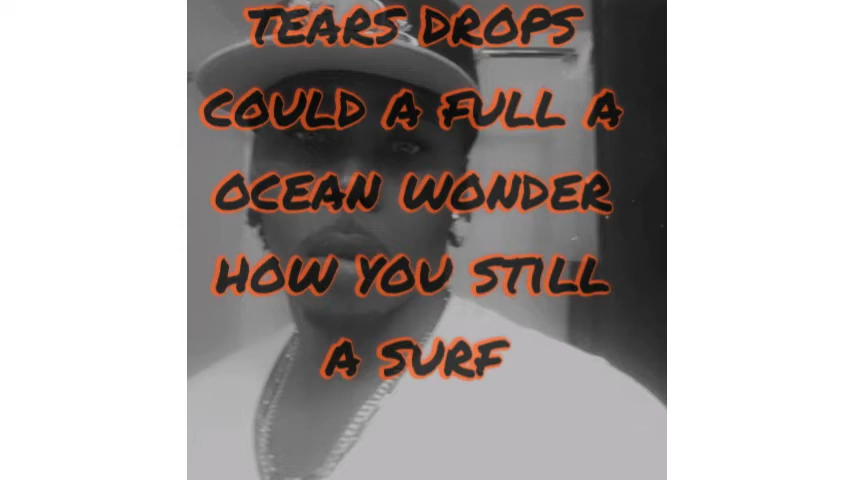 TEARS DROPS
COULD A FULL A
OCEAN WONDER
HOW YOU STILL
A SURF